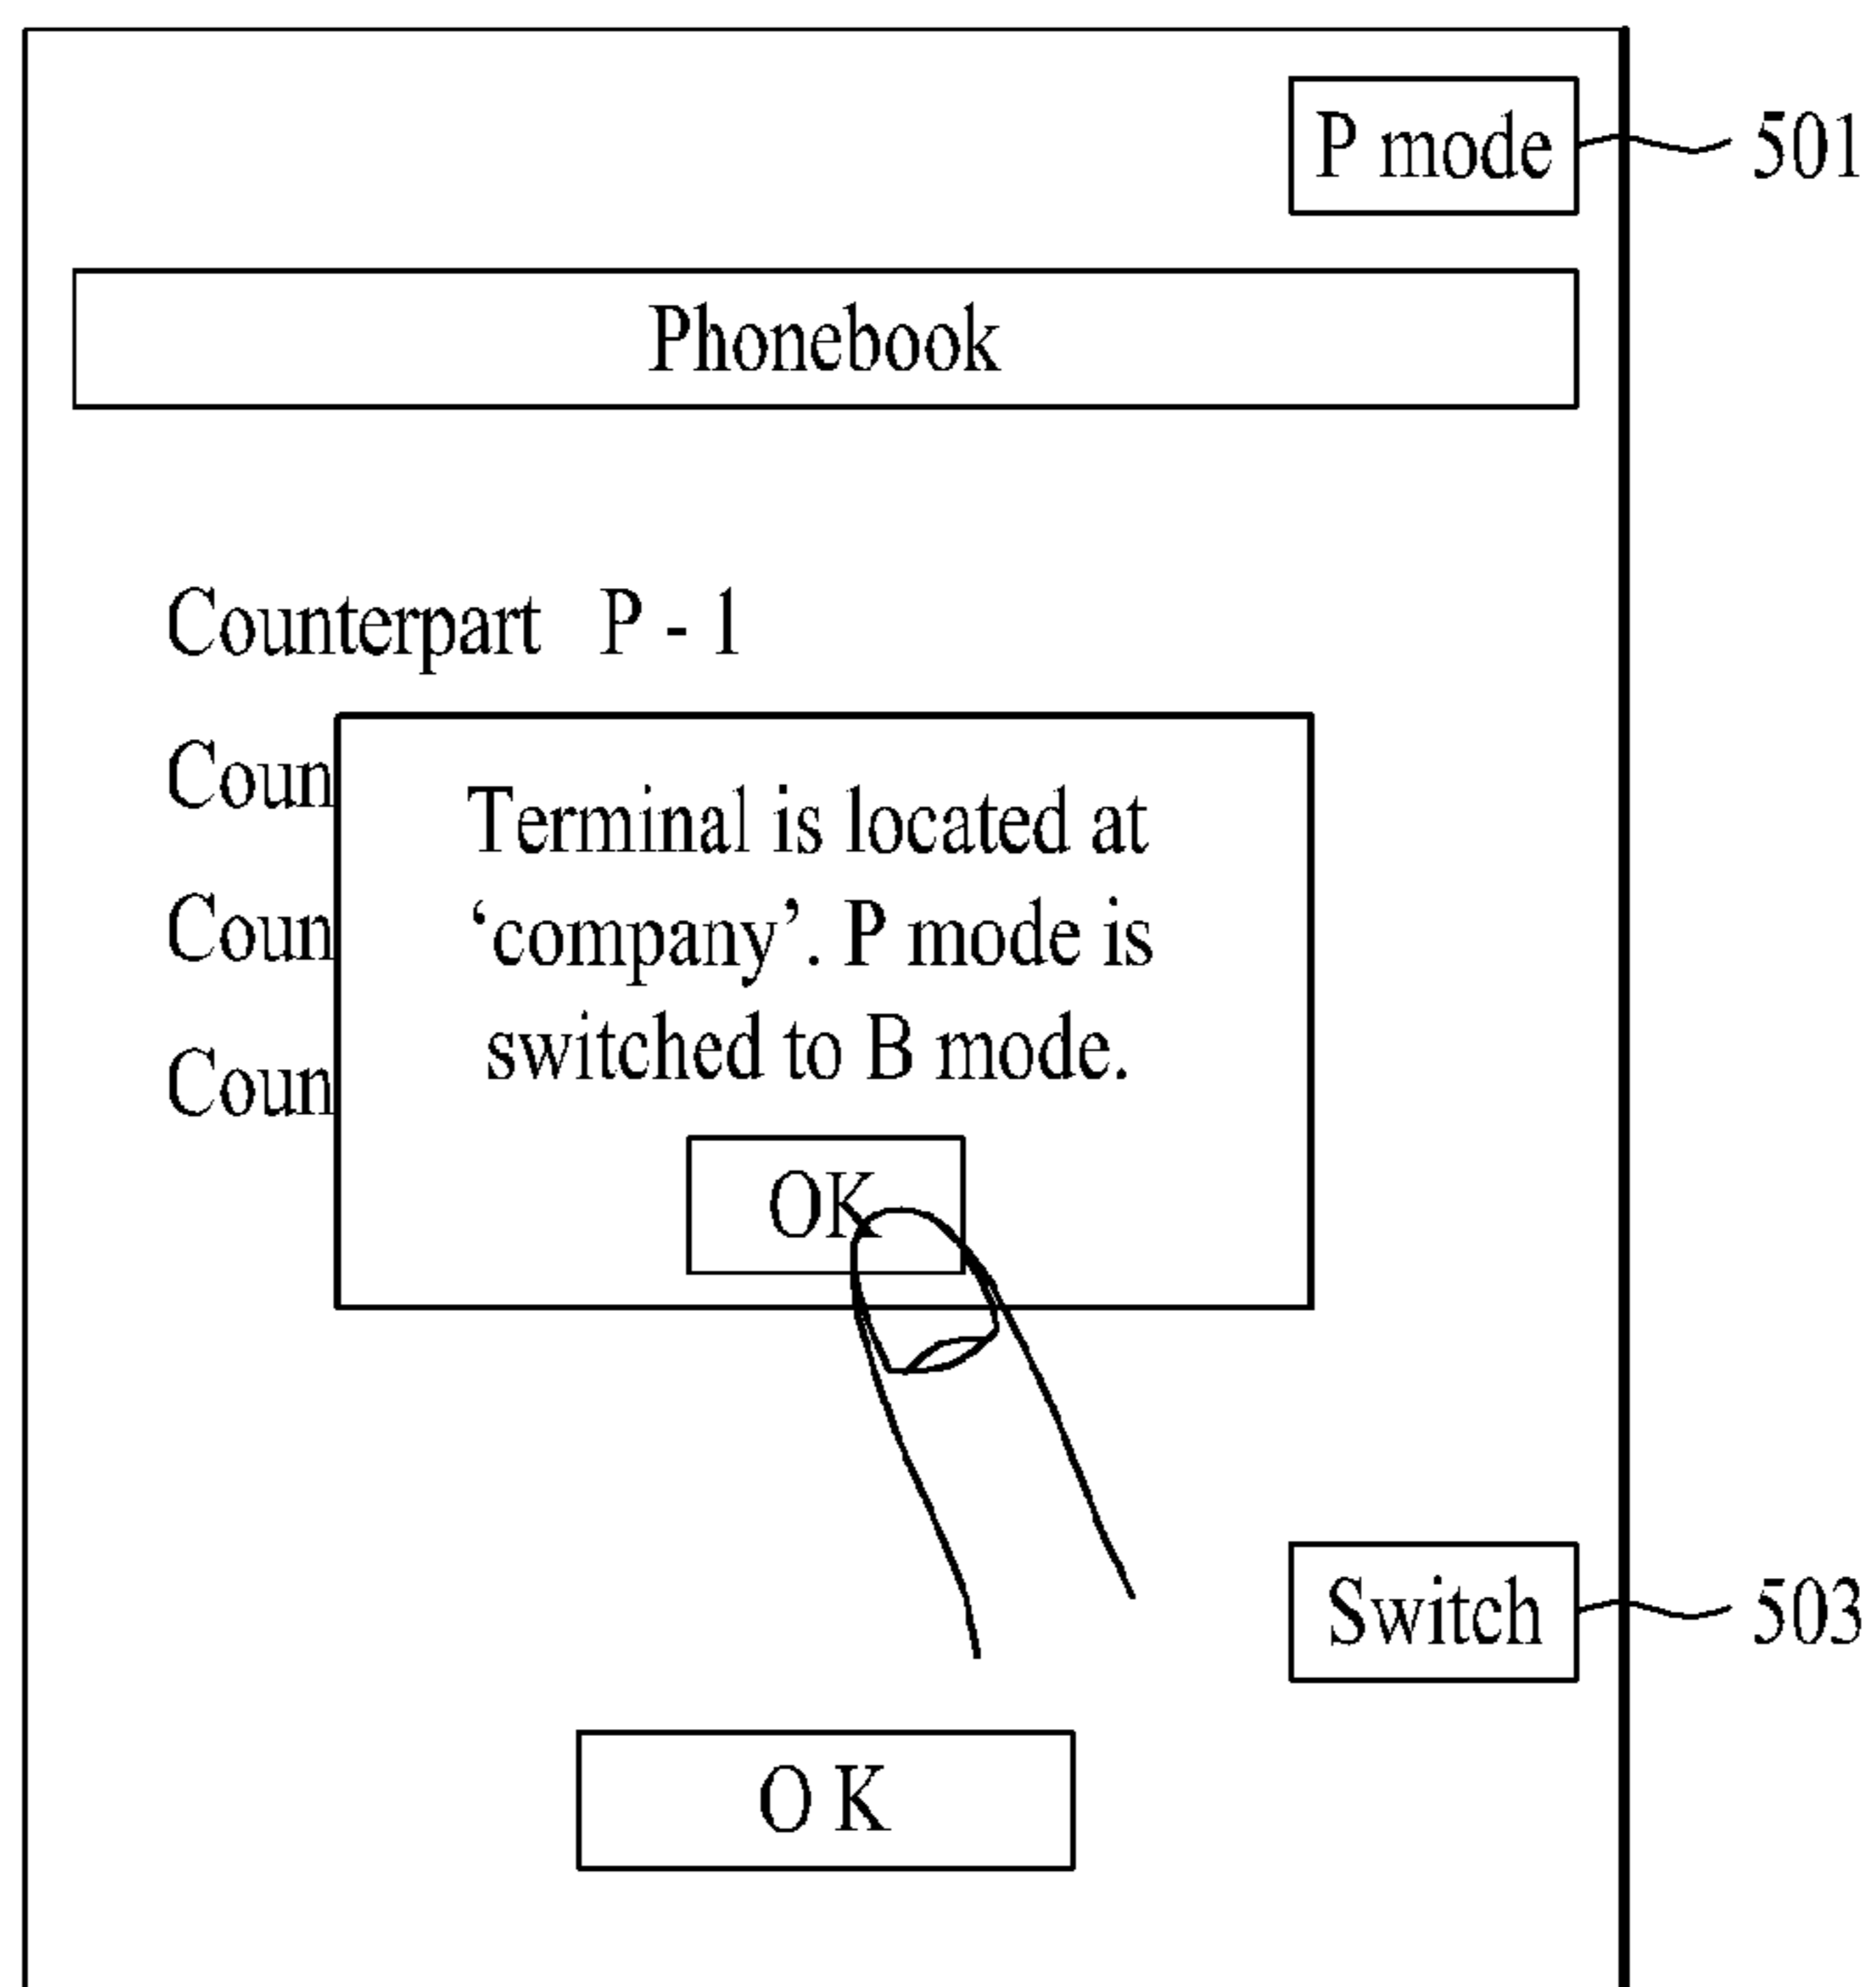 P mode
501
Phonebook
Counterpart P - 1
Coun
Coun
Coun
Terminal is located at
‘company’. P mode is
switched to B mode.
OK
Switch
503
O K